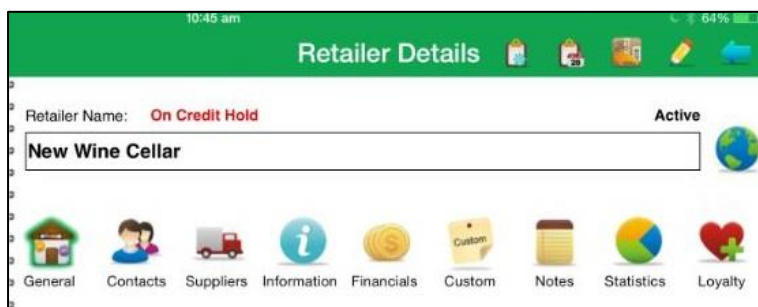 10:45 am 64%
Retailer Details
Retailer Name: On Credit Hold Active
New Wine Cellar
Custom
General Contacts Suppliers Information Financials Custom Notes Statistics Loyalty